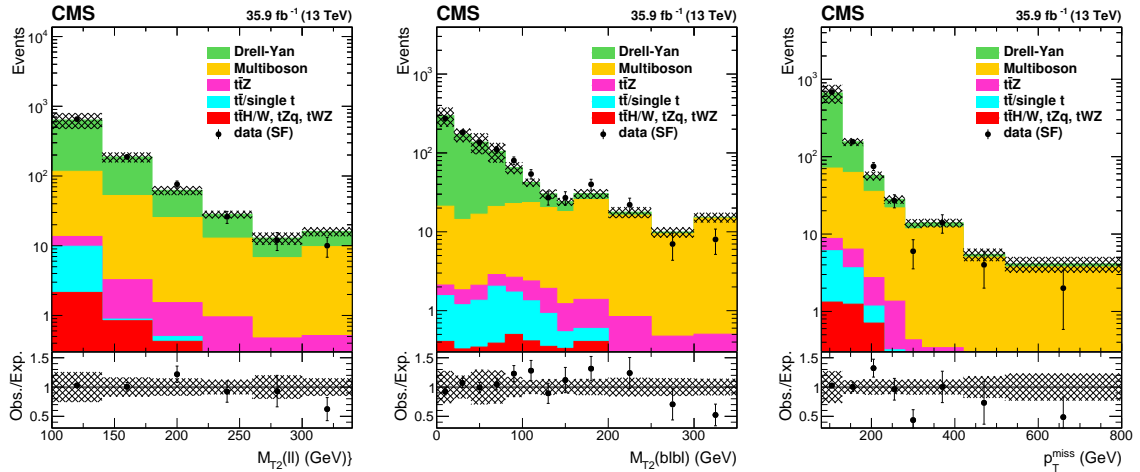 CMS 35.9 fb⁻¹ (13 TeV)
Events
10⁴
10³
10²
10
1
Drell-Yan
Multiboson
tt̄Z
tt̄/single t
tt̄H/W, tZq, tWZ
data (SF)
Obs./Exp.
1.5
1
0.5
100 150 200 250 300
M_T2(ll) (GeV)}
CMS 35.9 fb⁻¹ (13 TeV)
Events
10³
10²
10
1
Drell-Yan
Multiboson
tt̄Z
tt̄/single t
tt̄H/W, tZq, tWZ
data (SF)
Obs./Exp.
1.5
1
0.5
0 100 200 300
M_T2(blbl) (GeV)
CMS 35.9 fb⁻¹ (13 TeV)
Events
10³
10²
10
1
Drell-Yan
Multiboson
tt̄Z
tt̄/single t
tt̄H/W, tZq, tWZ
data (SF)
Obs./Exp.
1.5
1
0.5
200 400 600 800
p_T^miss (GeV)